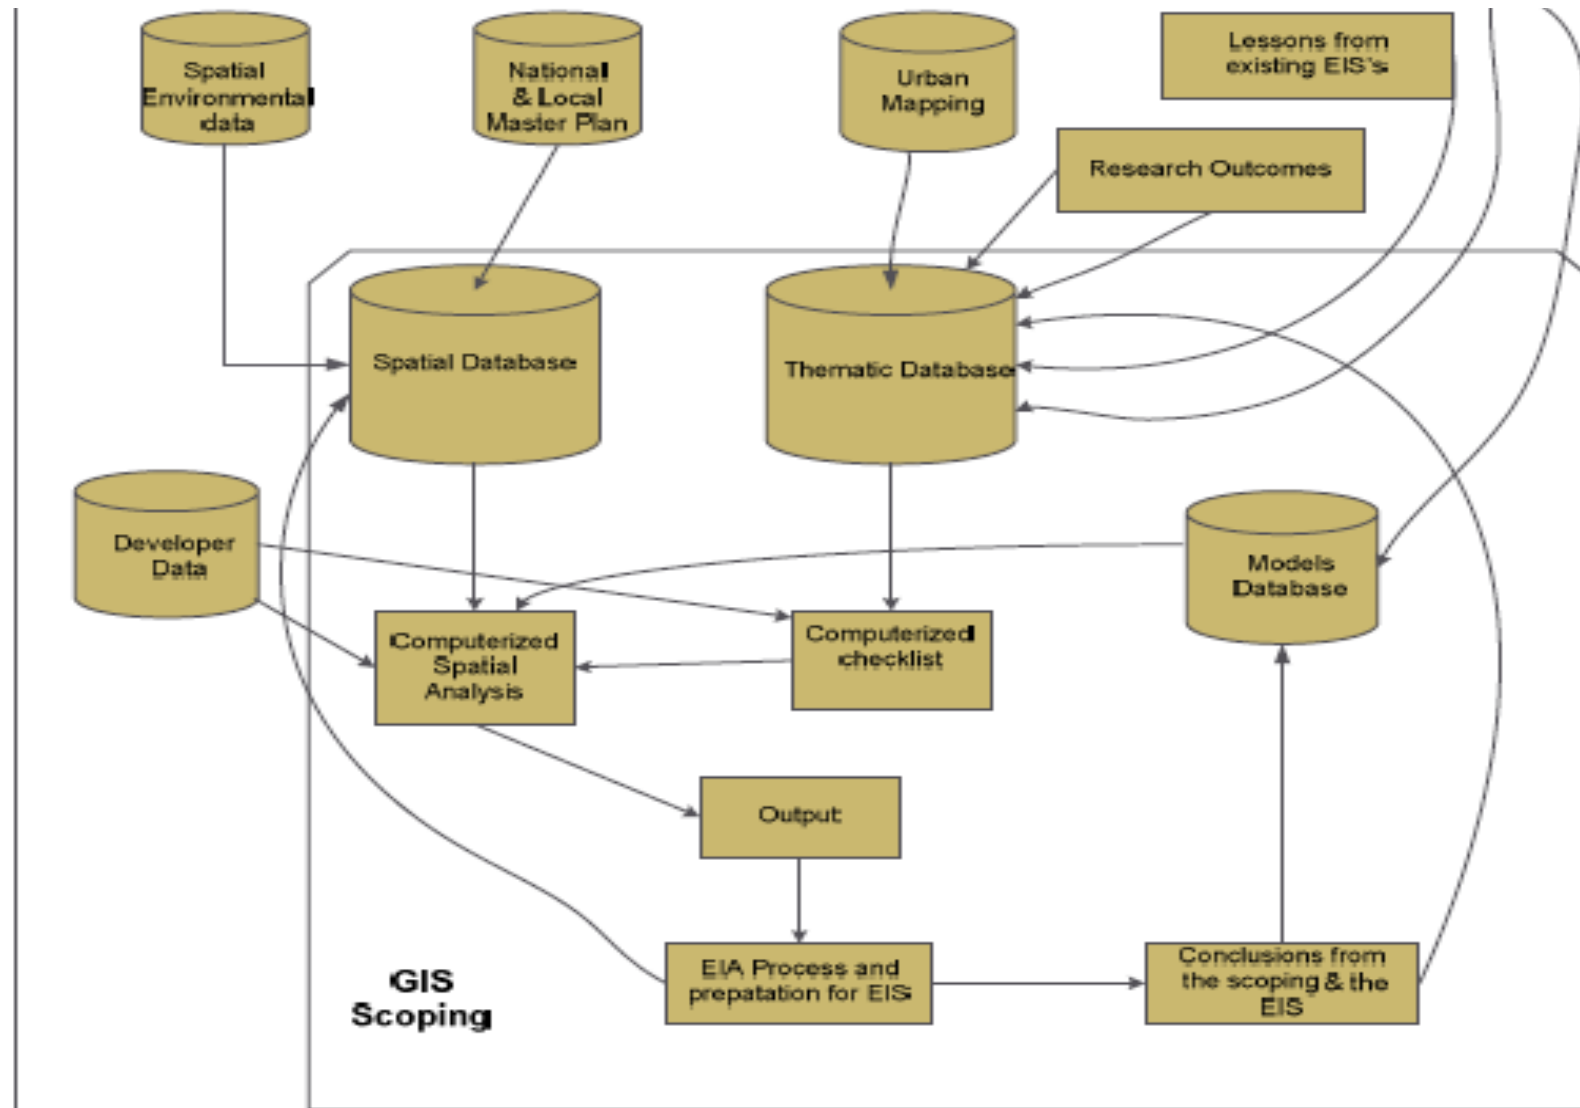 Spatial
Environmental
data
National
& Local
Master Plan
Urban
Mapping
Lessons from
existing EIS's
Research Outcomes
Spatial Database
Thematic Database
Developer
Data
Models
Database
Computerized
Spatial
Analysis
Computerized
checklist
Output
EIA Process and
prepatation for EIS
Conclusions from
the scoping & the
EIS
GIS
Scoping